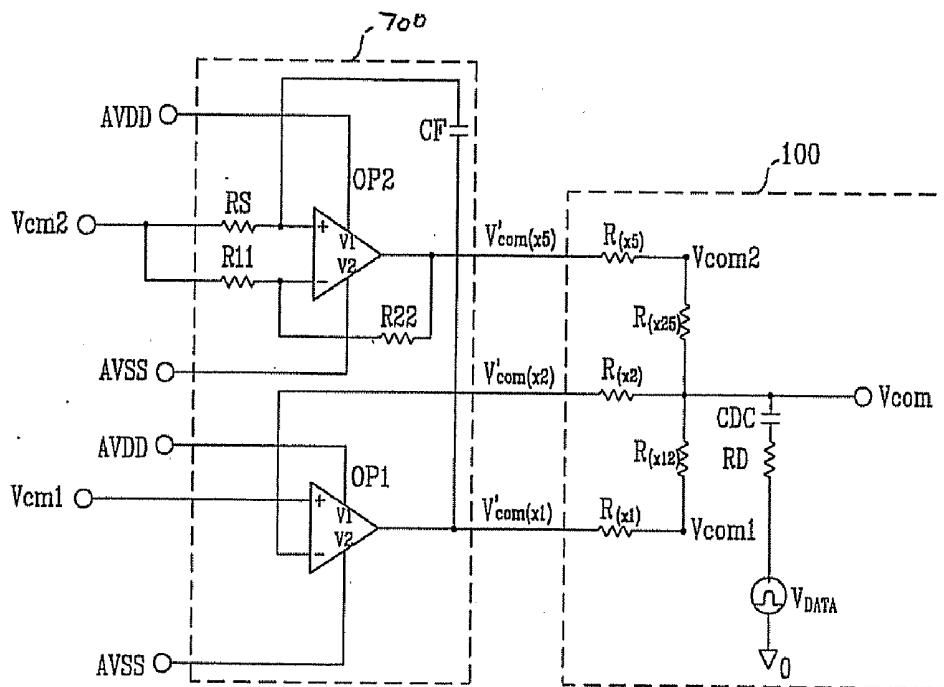 700
AVDD
CF
100
OP2
Vcm2
RS
+
V1
V'com(x5)
R(x5)
Vcom2
R11
V2
−
R22
R(x25)
AVSS
V'com(x2)
R(x2)
Vcom
CDC
AVDD
R(x12)
RD
OP1
Vcm1
+
V1
V'com(x1)
R(x1)
Vcom1
V2
−
VDATA
AVSS
0